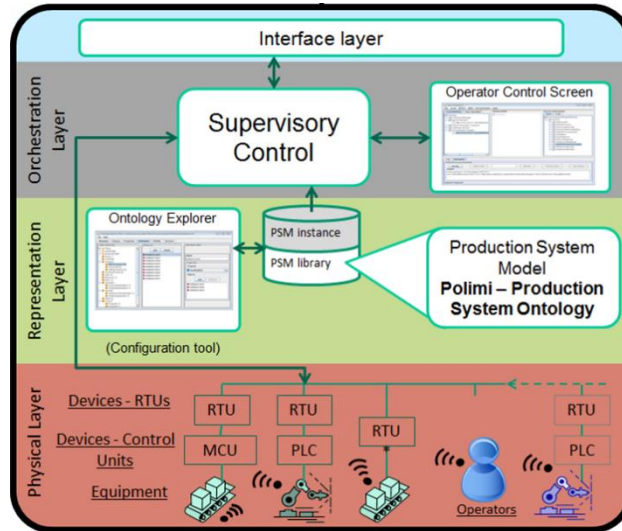 Interface layer
Orchestration
Layer
Supervisory
Control
Operator Control Screen
Representation
Layer
Ontology Explorer
(Configuration tool)
PSM instance
PSM library
Production System
Model
Polimi – Production
System Ontology
Physical Layer
Devices - RTUs
RTU
RTU
RTU
RTU
Devices - Control
Units
MCU
PLC
PLC
Equipment
Operators